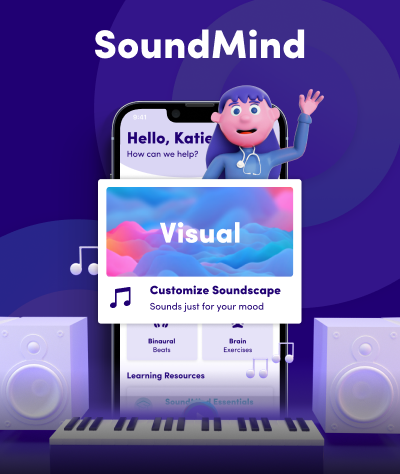 SoundMind
9:41
Hello, Katie
How can we help?
Visual
Customize Soundscape
Sounds just for your mood
Binaural
Beats
Brain
Exercises
Learning Resources
SoundMind Essentials